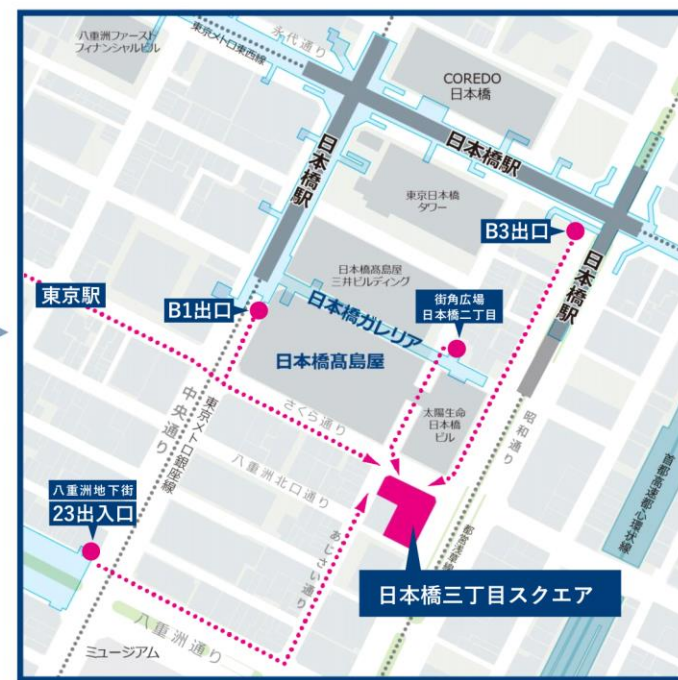 八重洲ファースト
フィナンシャルビル
東京メトロ東西線
永代通り
COREDO
日本橋
日本橋駅
日本橋駅
東京日本橋
タワー
B3出口
日本橋駅
日本橋髙島屋
三井ビルディング
街角広場
日本橋二丁目
東京駅
B1出口
日本橋ガレリア
日本橋髙島屋
太陽生命
日本橋
ビル
昭和通り
さくら通り
中央通り
東京メトロ銀座線
八重洲北口通り
首都高速都心環状線
八重洲地下街
23出入口
あじさい通り
都営浅草線
日本橋三丁目スクエア
八重洲通り
ミュージアム